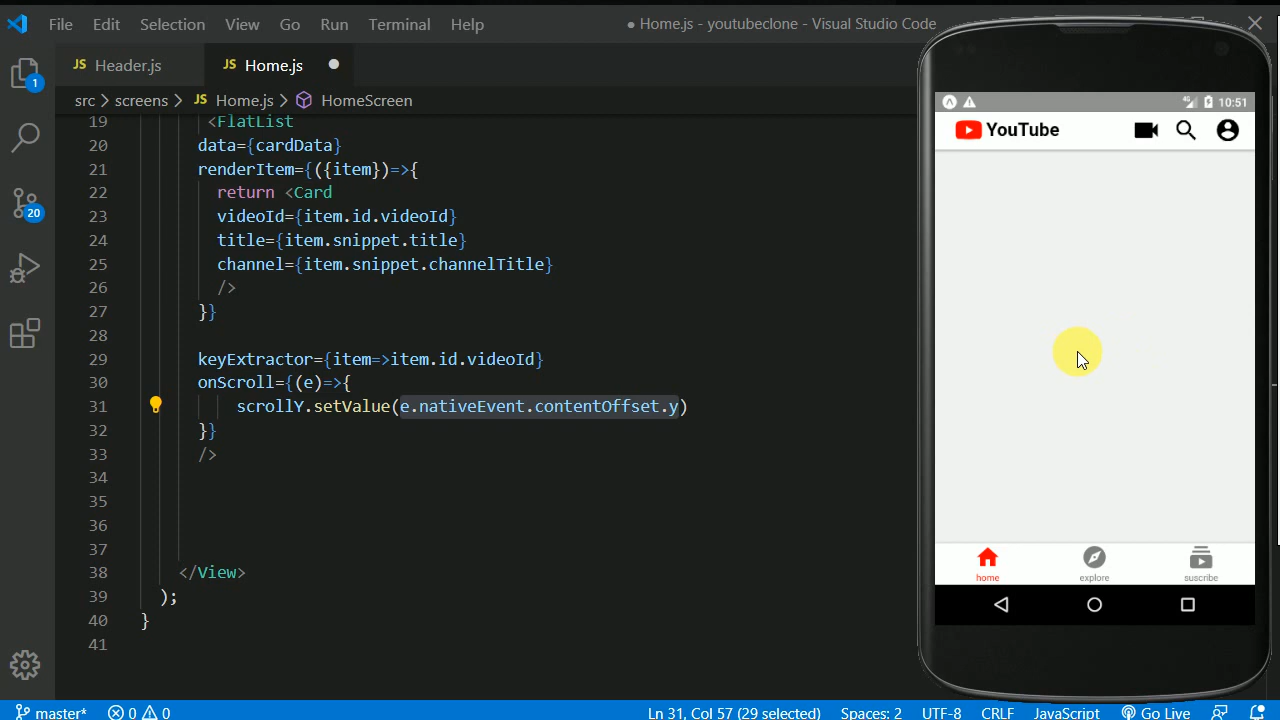 File Edit Selection View Go Run Terminal Help ● Home.js - youtubeclone - Visual Studio Code
JS Header.js JS Home.js ●
src > screens > JS Home.js > HomeScreen
19 <FlatList
20 data={cardData}
21 renderItem={({item})=>{
22 return <Card
23 videoId={item.id.videoId}
24 title={item.snippet.title}
25 channel={item.snippet.channelTitle}
26 />
27 }}
28
29 keyExtractor={item=>item.id.videoId}
30 onScroll={(e)=>{
31 scrollY.setValue(e.nativeEvent.contentOffset.y)
32 }}
33 />
34
35
36
37
38 </View>
39 );
40 }
41
1
20
4G 10:51
YouTube
home explore suscribe
master* 0 0 Ln 31, Col 57 (29 selected) Spaces: 2 UTF-8 CRLF JavaScript Go Live